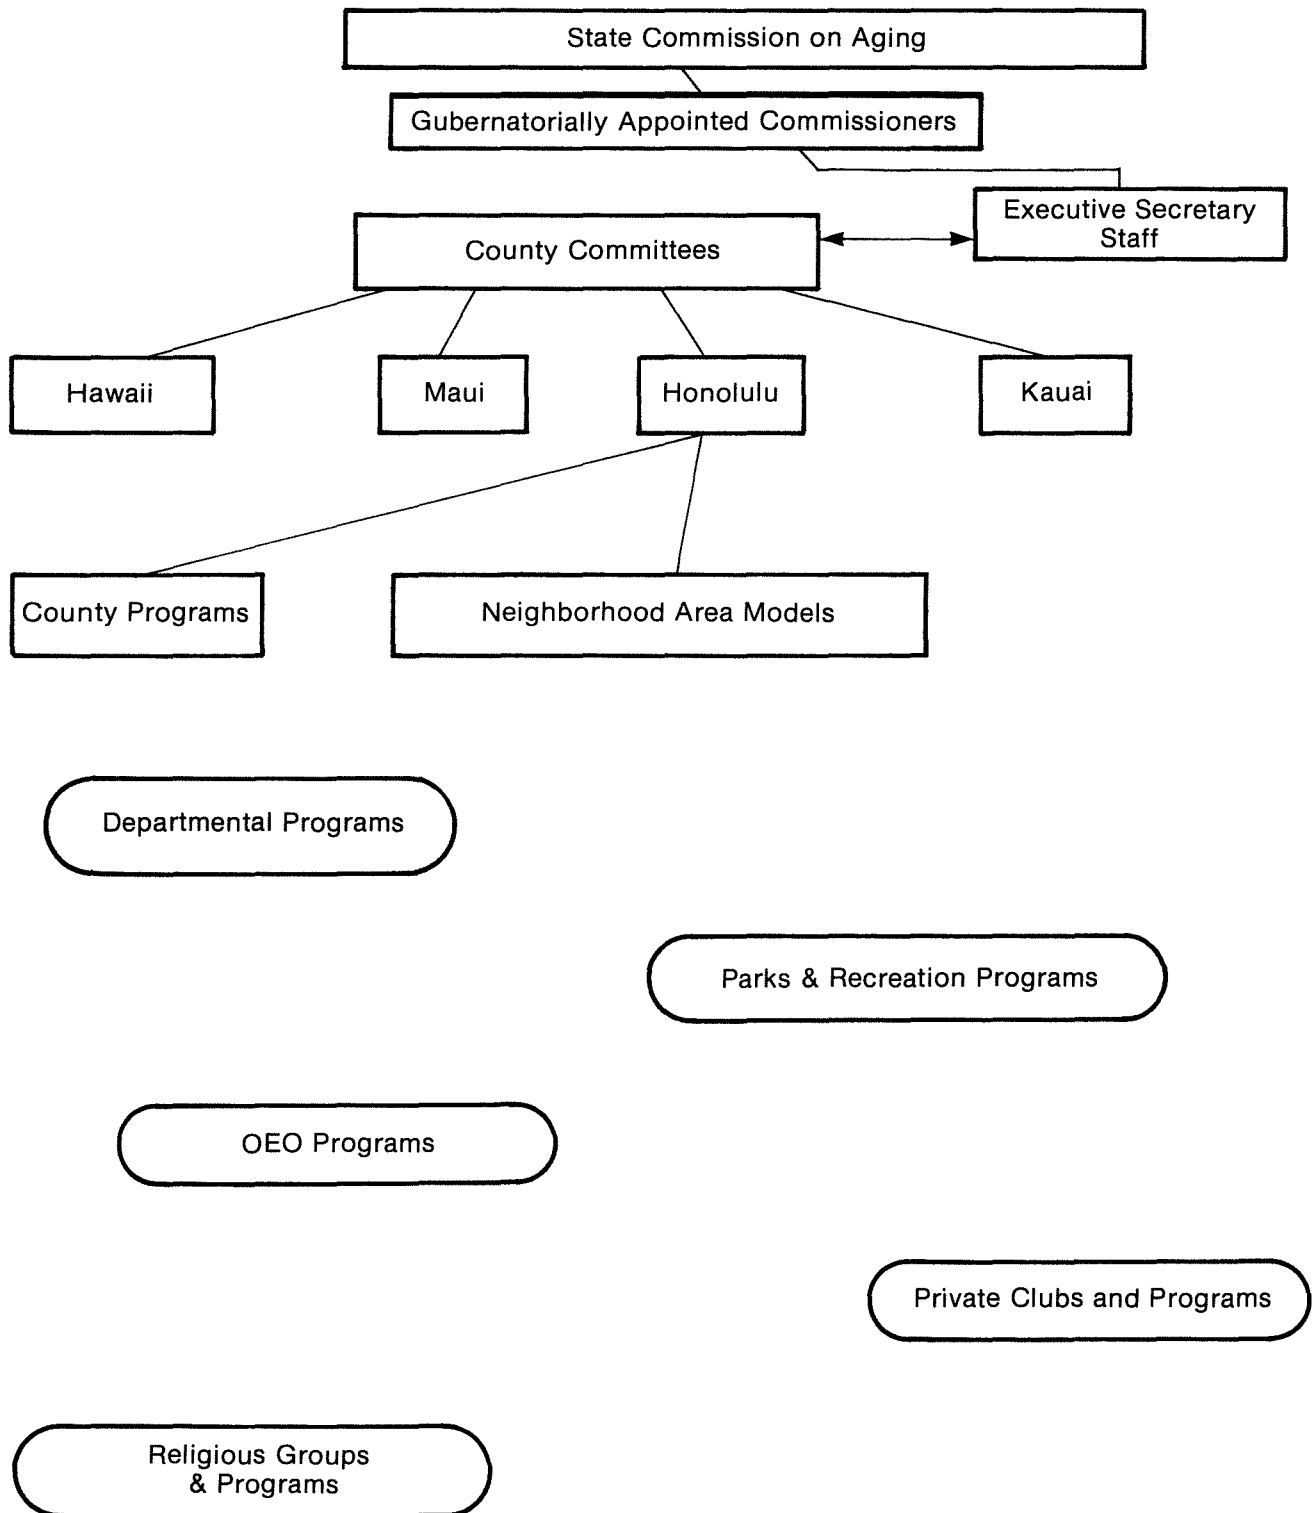 State Commission on Aging
Gubernatorially Appointed Commissioners
Executive Secretary
Staff
County Committees
Hawaii
Maui
Honolulu
Kauai
County Programs
Neighborhood Area Models
Departmental Programs
Parks & Recreation Programs
OEO Programs
Private Clubs and Programs
Religious Groups
& Programs